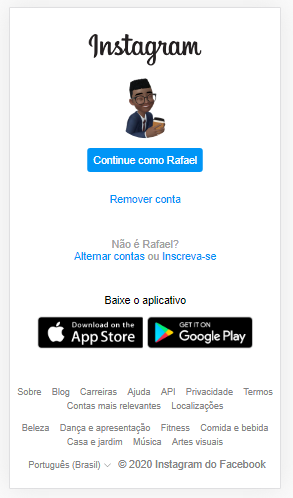 Instagram
Continue como Rafael
Remover conta
Não é Rafael?
Alternar contas ou Inscreva-se
Baixe o aplicativo
Download on the
App Store
GET IT ON
Google Play
Sobre Blog Carreiras Ajuda API Privacidade Termos
Contas mais relevantes Localizações
Beleza Dança e apresentação Fitness Comida e bebida
Casa e jardim Música Artes visuais
Português (Brasil) © 2020 Instagram do Facebook